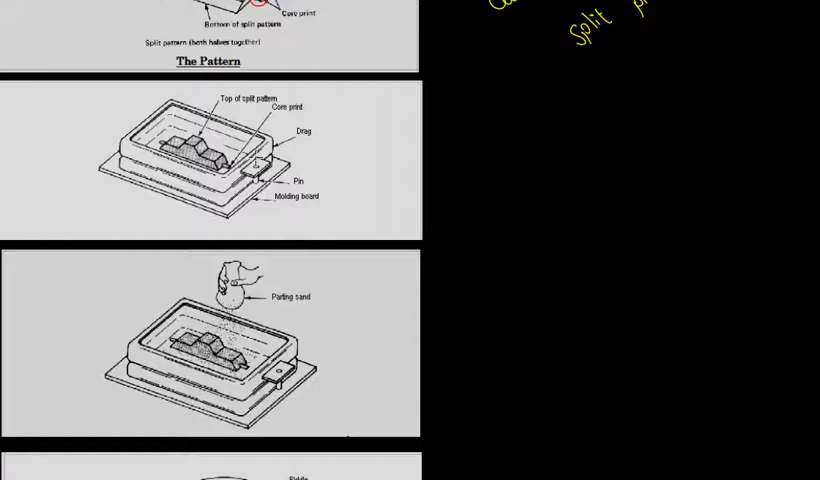 Core print
Bottom of split pattern
Split pattern (both halves together)
The Pattern
Split
Top of split pattern
Core print
Drag
Pin
Molding board
Parting sand
Riddle